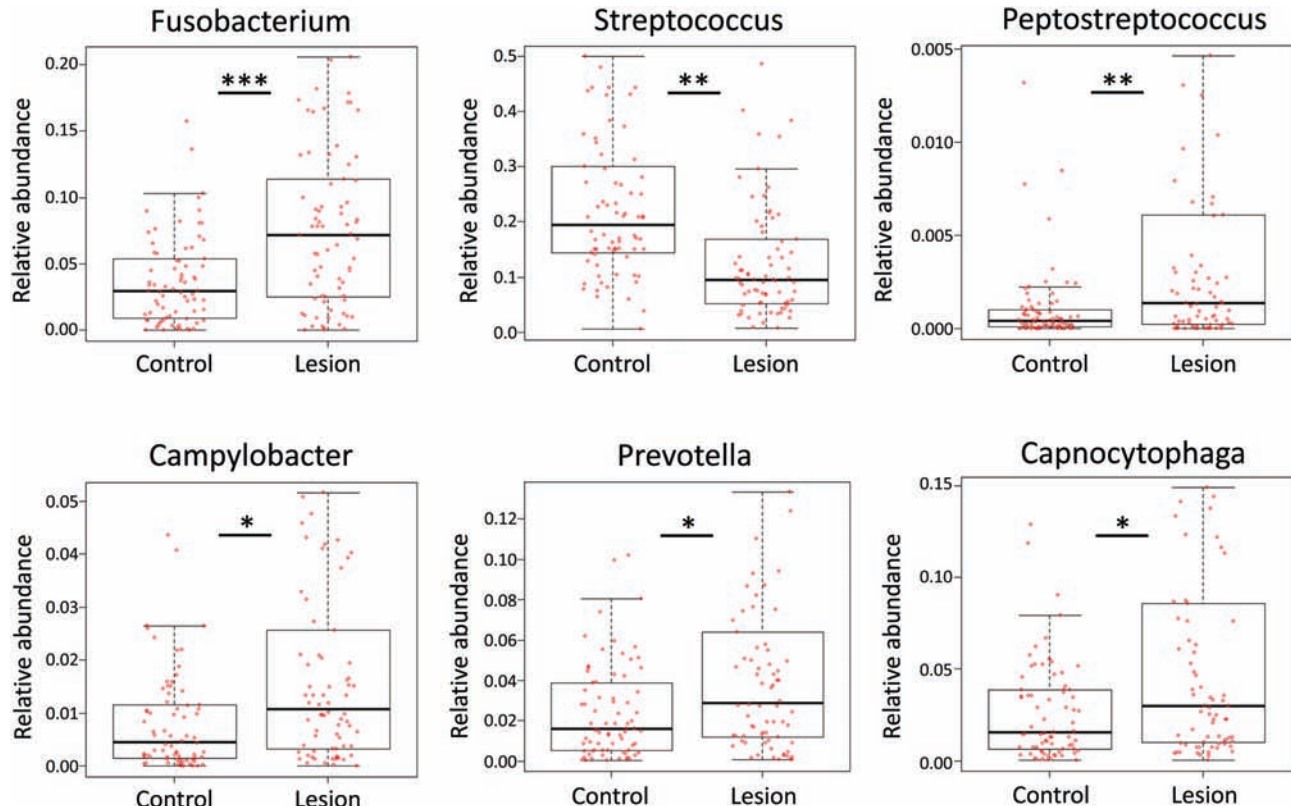 Fusobacterium
Streptococcus
Peptostreptococcus
Relative abundance
0.20
0.15
0.10
0.05
0.00
***
Control
Lesion
Relative abundance
0.5
0.4
0.3
0.2
0.1
0.0
**
Control
Lesion
Relative abundance
0.005
0.010
0.005
0.000
**
Control
Lesion
Campylobacter
Prevotella
Capnocytophaga
Relative abundance
0.05
0.04
0.03
0.02
0.01
0.00
*
Control
Lesion
Relative abundance
0.12
0.10
0.08
0.06
0.04
0.02
0.00
*
Control
Lesion
Relative abundance
0.15
0.10
0.05
0.00
*
Control
Lesion